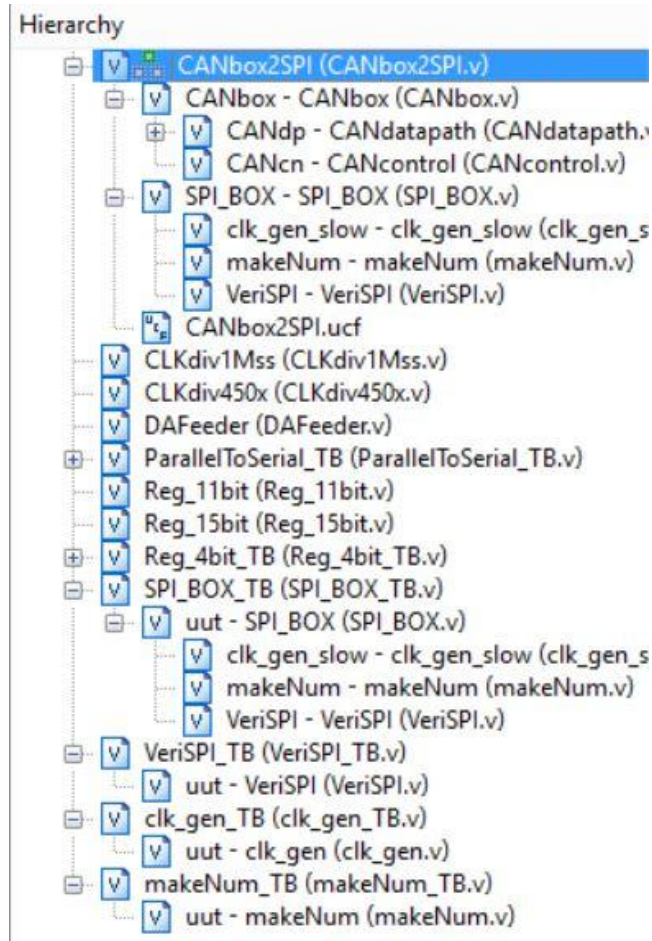 Hierarchy
CANbox2SPI (CANbox2SPI.v)
CANbox - CANbox (CANbox.v)
CANdp - CANdatapath (CANdatapath.v
CANcn - CANcontrol (CANcontrol.v)
SPI_BOX - SPI_BOX (SPI_BOX.v)
clk_gen_slow - clk_gen_slow (clk_gen_s
makeNum - makeNum (makeNum.v)
VeriSPI - VeriSPI (VeriSPI.v)
CANbox2SPI.ucf
CLKdiv1Mss (CLKdiv1Mss.v)
CLKdiv450x (CLKdiv450x.v)
DAFeeder (DAFeeder.v)
ParallelToSerial_TB (ParallelToSerial_TB.v)
Reg_11bit (Reg_11bit.v)
Reg_15bit (Reg_15bit.v)
Reg_4bit_TB (Reg_4bit_TB.v)
SPI_BOX_TB (SPI_BOX_TB.v)
uut - SPI_BOX (SPI_BOX.v)
clk_gen_slow - clk_gen_slow (clk_gen_s
makeNum - makeNum (makeNum.v)
VeriSPI - VeriSPI (VeriSPI.v)
VeriSPI_TB (VeriSPI_TB.v)
uut - VeriSPI (VeriSPI.v)
clk_gen_TB (clk_gen_TB.v)
uut - clk_gen (clk_gen.v)
makeNum_TB (makeNum_TB.v)
uut - makeNum (makeNum.v)